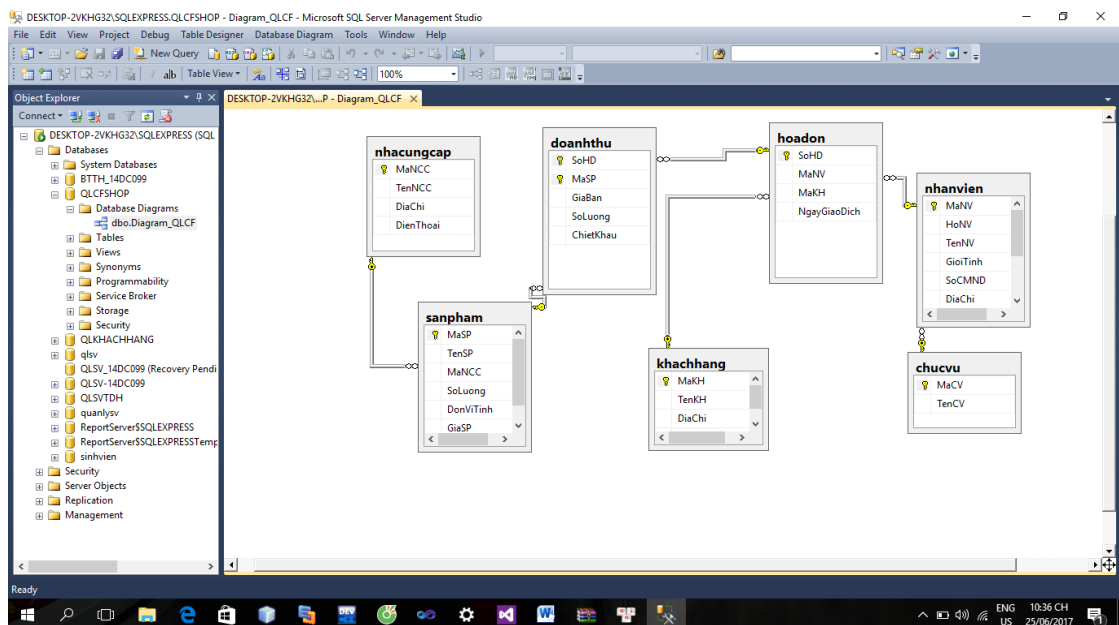 DESKTOP-2VKHG32\SQLEXPRESS.QLCFSHOP - Diagram_QLCF - Microsoft SQL Server Management Studio
File Edit View Project Debug Table Designer Database Diagram Tools Window Help
New Query
alb Table View 100%
Object Explorer
DESKTOP-2VKHG32\...P - Diagram_QLCF
Connect
DESKTOP-2VKHG32\SQLEXPRESS (SQL
Databases
System Databases
BTTH_14DC099
QLCFSHOP
Database Diagrams
dbo.Diagram_QLCF
Tables
Views
Synonyms
Programmability
Service Broker
Storage
Security
QLKHACHHANG
qlsv
QLSV_14DC099 (Recovery Pendi
QLSV-14DC099
QLSVTDH
quanlysv
ReportServer$SQLEXPRESS
ReportServer$SQLEXPRESSTemp
sinhvien
Security
Server Objects
Replication
Management
nhacungcap
MaNCC
TenNCC
DiaChi
DienThoai
doanhthu
SoHD
MaSP
GiaBan
SoLuong
ChietKhau
hoadon
SoHD
MaNV
MaKH
NgayGiaoDich
nhanvien
MaNV
HoNV
TenNV
GioiTinh
SoCMND
DiaChi
sanpham
MaSP
TenSP
MaNCC
SoLuong
DonViTinh
GiaSP
khachhang
MaKH
TenKH
DiaChi
chucvu
MaCV
TenCV
Ready
DEV
ENG
US
10:36 CH
25/06/2017